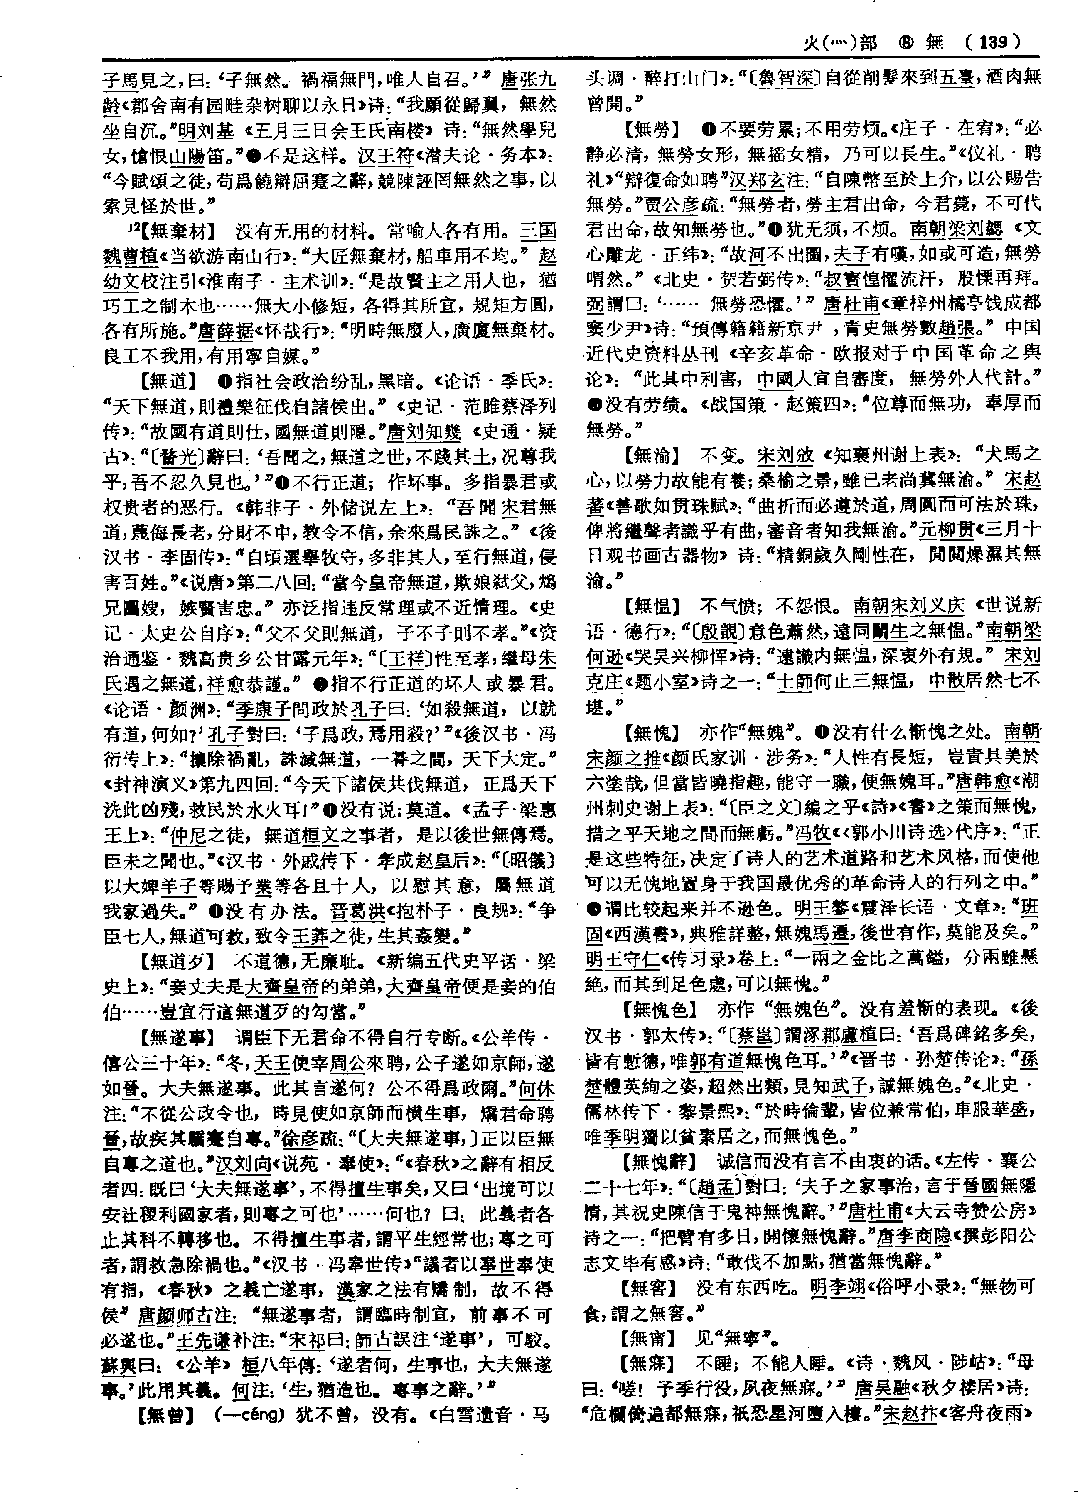 火(灬)部 ⑧ 無 (139)
子馬見之，曰：‘子無然。禍福無門，唯人自召。’” 唐张九
龄《郡舍南有园畦杂树聊以永日》诗：“我願從歸翼，無然
坐自沉。”明刘基《五月三日会王氏南楼》诗：“無然學兒
女，愴恨山陽笛。”❷不是这样。汉王符《潜夫论·务本》：
“今賦頌之徒，苟爲饒辯屈蹇之辭，競陳誣罔無然之事，以
索見怪於世。”
12【無棄材】 没有无用的材料。常喻人各有用。三国
魏曹植《当欲游南山行》：“大匠無棄材，船車用不均。” 赵
幼文校注引《淮南子·主术训》：“是故賢主之用人也，猶
巧工之制木也……無大小修短，各得其所宜，規矩方圓，
各有所施。”唐薛据《怀哉行》：“明時無廢人，廣廈無棄材。
良工不我用，有用寧自媒。”
【無道】 ❶指社会政治纷乱，黑暗。《论语·季氏》：
“天下無道，則禮樂征伐自諸侯出。”《史记·范雎蔡泽列
传》：“故國有道則仕，國無道則隱。”唐刘知幾《史通·疑
古》：“〔瞀光〕辭曰：‘吾聞之，無道之世，不踐其土，况尊我
乎；吾不忍久見也。’”❷不行正道；作坏事。多指暴君或
权贵者的恶行。《韩非子·外储说左上》：“吾聞宋君無
道，蔑侮長老，分財不中，教令不信，余來爲民誅之。”《後
汉书·李固传》：“自頃選舉牧守，多非其人，至行無道，侵
害百姓。”《说唐》第二八回：“當今皇帝無道，欺娘弑父，鴆
兄圖嫂，嫉賢害忠。” 亦泛指违反常理或不近情理。《史
记·太史公自序》：“父不父則無道，子不子則不孝。”《资
治通鉴·魏高贵乡公甘露元年》：“〔王祥〕性至孝，繼母朱
氏遇之無道，祥愈恭謹。” ❸指不行正道的坏人或暴君。
《论语·颜渊》：“季康子問政於孔子曰：‘如殺無道，以就
有道，何如？’孔子對曰：‘子爲政，焉用殺？’”《後汉书·冯
衍传上》：“攘除禍亂，誅滅無道，一朞之間，天下大定。”
《封神演义》第九四回：“今天下諸侯共伐無道，正爲天下
洗此凶殘，救民於水火耳！”❹没有说；莫道。《孟子·梁惠
王上》：“仲尼之徒，無道桓文之事者，是以後世無傳焉。
臣未之聞也。”《汉书·外戚传下·孝成赵皇后》：“〔昭儀〕
以大婢羊子等賜予業等各且十人，以慰其意，屬無道
我家過失。” ❺没有办法。晋葛洪《抱朴子·良规》：“争
臣七人，無道可救，致令王莽之徒，生其姦變。”
【無道歹】 不道德，无廉耻。《新编五代史平话·梁
史上》：“妾丈夫是大齊皇帝的弟弟，大齊皇帝便是妾的伯
伯……豈宜行這無道歹的勾當。”
【無遂事】 谓臣下无君命不得自行专断。《公羊传·
僖公三十年》：“冬，天王使宰周公來聘，公子遂如京師，遂
如晉。大夫無遂事。此其言遂何？公不得爲政爾。”何休
注：“不從公政令也，時見使如京師而横生事，矯君命聘
晉，故疾其驕蹇自專。”徐彦疏：“〔大夫無遂事，〕正以臣無
自專之道也。”汉刘向《说苑·奉使》：“《春秋》之辭有相反
者四：既曰‘大夫無遂事’，不得擅生事矣，又曰‘出境可以
安社稷利國家者，則專之可也’……何也？曰：此義者各
止其科不轉移也。不得擅生事者，謂平生經常也；專之可
者，謂救急除禍也。”《汉书·冯奉世传》“議者以奉世奉使
有指，《春秋》之義亡遂事，漢家之法有矯制，故不得
侯” 唐颜师古注：“無遂事者，謂臨時制宜，前事不可
必遂也。”王先谦补注：“宋祁曰：師古誤注‘遂事’，可駁。
蘇輿曰：《公羊》桓八年傳：‘遂者何，生事也，大夫無遂
事。’此用其義。何注：‘生，猶造也。專事之辭。’”
【無曾】 (—céng) 犹不曾，没有。《白雪遗音·马
头调·醉打山门》：“〔魯智深〕自從削髮來到五臺，酒肉無
曾聞。”
【無勞】 ❶不要劳累；不用劳烦。《庄子·在宥》：“必
静必清，無勞女形，無摇女精，乃可以長生。”《仪礼·聘
礼》“辯復命如聘”汉郑玄注：“自陳幣至於上介，以公賜告
無勞。”贾公彦疏：“無勞者，勞主君出命，今君薨，不可代
君出命，故知無勞也。”❷犹无须，不烦。南朝梁刘勰《文
心雕龙·正纬》：“故河不出圖，夫子有嘆，如或可造，無勞
喟然。”《北史·贺若弼传》：“叔寶惶懼流汗，股慄再拜。
弼謂曰：‘…… 無勞恐懼。’” 唐杜甫《章梓州橘亭饯成都
窦少尹》诗：“預傳籍籍新京尹，青史無勞數趙張。” 中国
近代史资料丛刊《辛亥革命·欧报对于中国革命之舆
论》：“此其中利害，中國人宜自審度，無勞外人代計。”
❸没有劳绩。《战国策·赵策四》：“位尊而無功，奉厚而
無勞。”
【無渝】 不变。宋刘攽《知襄州谢上表》：“犬馬之
心，以勞力故能有養；桑榆之景，雖已老尚冀無渝。” 宋赵
蕃《善歌如贯珠赋》：“曲折而必遵於道，周圓而可法於珠，
俾將繼聲者識乎有曲，審音者知我無渝。”元柳贯《三月十
日观书画古器物》诗：“精銅歲久剛性在，閲閲燥濕其無
渝。”
【無愠】 不气愤；不怨恨。南朝宋刘义庆《世说新
语·德行》：“〔殷覬〕意色蕭然，遠同鬭生之無愠。”南朝梁
何逊《哭吴兴柳恽》诗：“逮識内無愠，深衷外有規。” 宋刘
克庄《题小室》诗之一：“士師何止三無愠，中散居然七不
堪。”
【無愧】 亦作“無媿”。❶没有什么惭愧之处。南朝
宋颜之推《颜氏家训·涉务》：“人性有長短，豈責具美於
六塗哉，但當皆曉指趣，能守一職，便無媿耳。”唐韩愈《潮
州刺史谢上表》：“〔臣之文〕編之乎《詩》《書》之策而無愧，
措之乎天地之間而無虧。”冯牧《〈郭小川诗选〉代序》：“正
是这些特征，决定了诗人的艺术道路和艺术风格，而使他
可以无愧地置身于我国最优秀的革命诗人的行列之中。”
❷谓比较起来并不逊色。明王鏊《震泽长语·文章》：“班
固《西漢書》，典雅詳整，無媿馬遷，後世有作，莫能及矣。”
明王守仁《传习录》卷上：“一兩之金比之萬鎰，分兩雖懸
絶，而其到足色處，可以無愧。”
【無愧色】 亦作 “無媿色”。没有羞惭的表现。《後
汉书·郭太传》：“〔蔡邕〕謂涿郡盧植曰：‘吾爲碑銘多矣，
皆有慙德，唯郭有道無愧色耳。’”《晋书·孙楚传论》：“孫
楚體英絢之姿，超然出類，見知武子，誠無媿色。”《北史·
儒林传下·黎景熙》：“於時倫輩，皆位兼常伯，車服華盛，
唯季明獨以貧素居之，而無愧色。”
【無愧辭】 诚信而没有言不由衷的话。《左传·襄公
二十七年》：“〔趙孟〕對曰：‘夫子之家事治，言于晉國無隱
情，其祝史陳信于鬼神無愧辭。’”唐杜甫《大云寺赞公房》
诗之一：“把臂有多日，開懷無愧辭。”唐李商隐《撰彭阳公
志文毕有感》诗：“敢伐不加點，猶當無愧辭。”
【無窖】 没有东西吃。明李翊《俗呼小录》：“無物可
食，謂之無窖。”
【無甯】 见“無寧”。
【無寐】 不睡；不能入睡。《诗·魏风·陟岵》：“母
曰：‘嗟！予季行役，夙夜無寐。’” 唐吴融《秋夕楼居》诗：
“危欄倚遍都無寐，祇恐星河墮入樓。”宋赵抃《客舟夜雨》